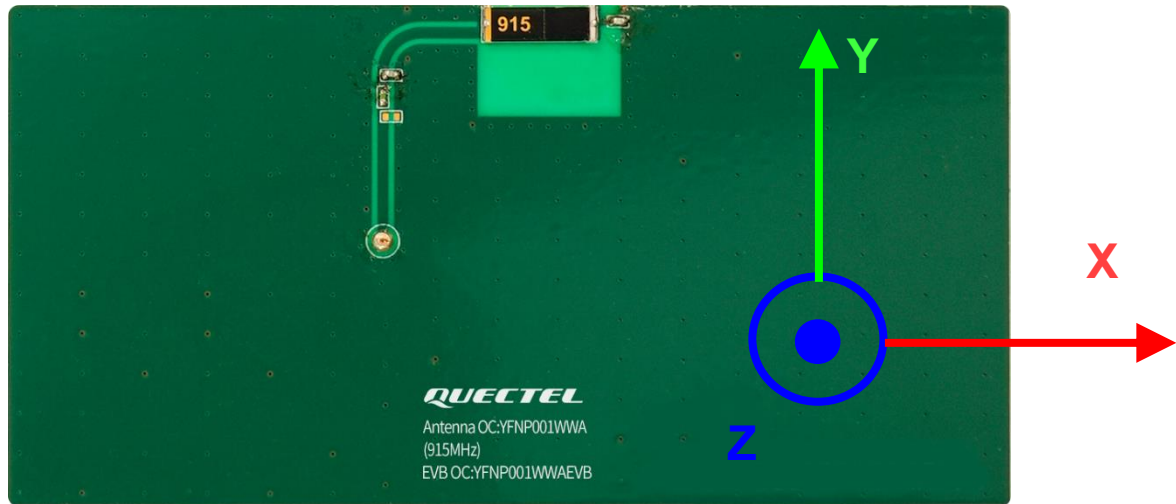 915
Y
X
Z
QUECTEL
Antenna OC:YFNP001WWA
(915MHz)
EVB OC:YFNP001WWAEVB